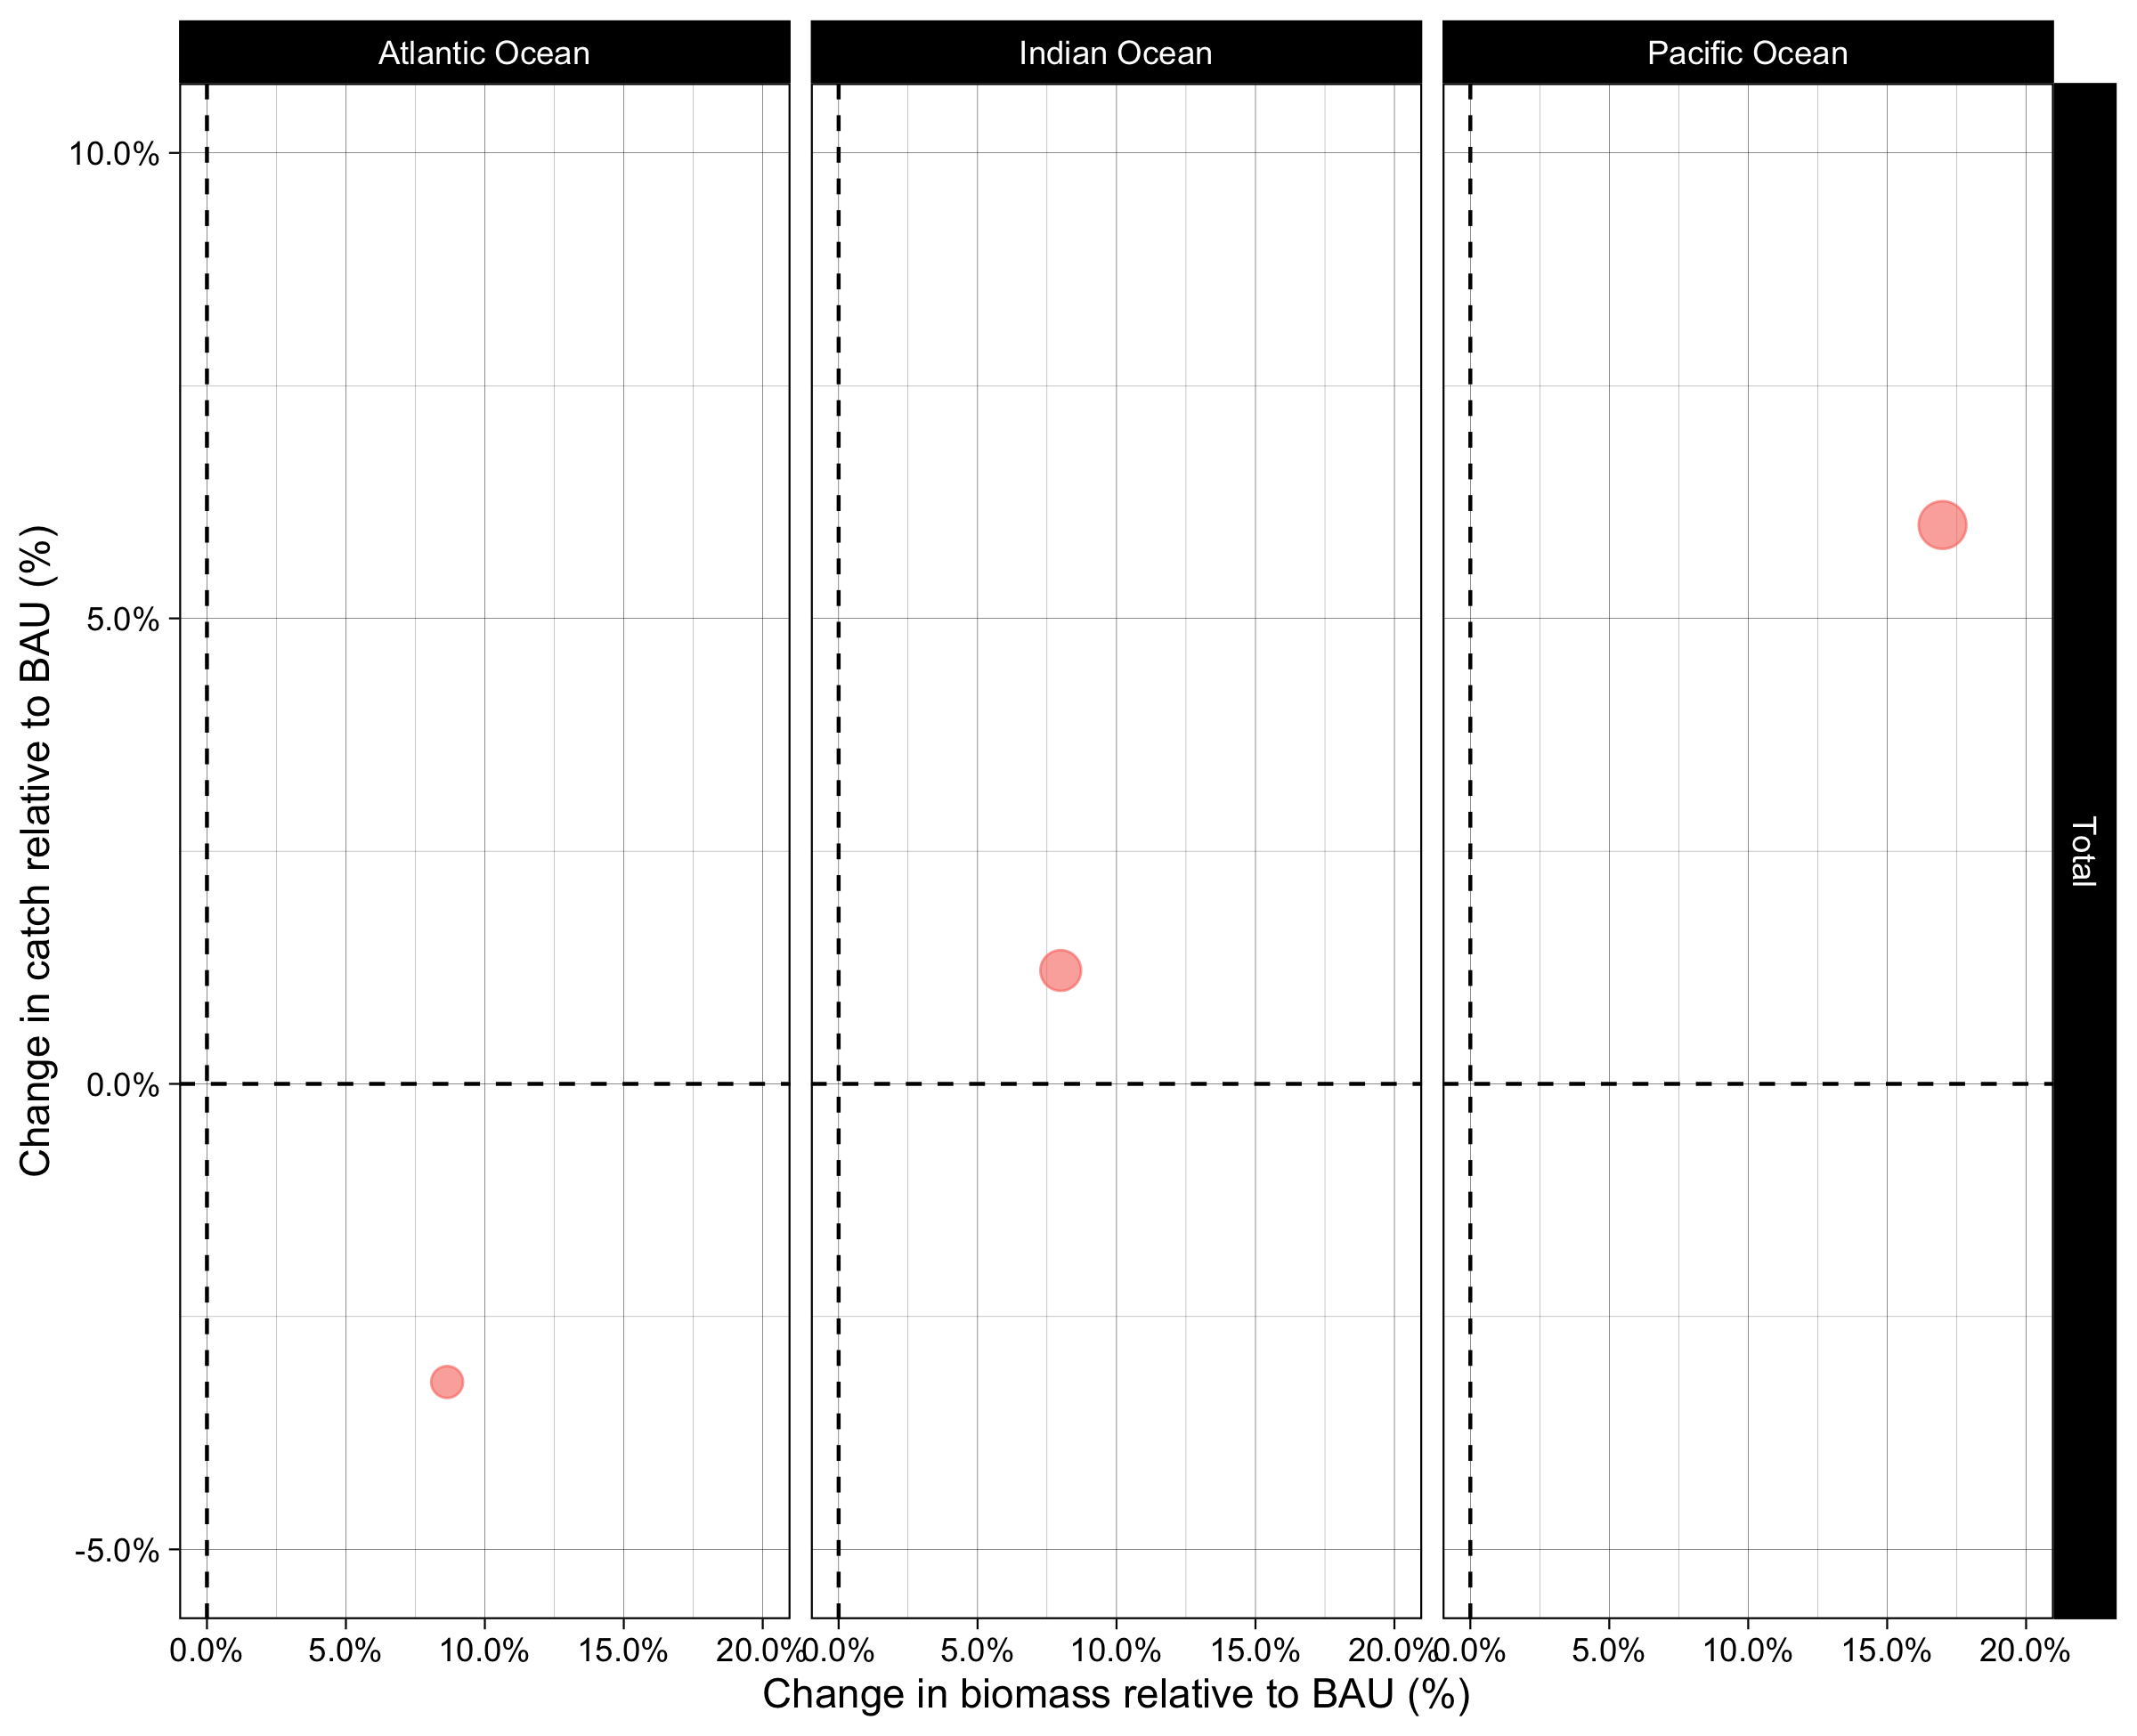 Atlantic Ocean
Indian Ocean
Pacific Ocean
10.0%
5.0%
0.0%
-5.0%
Change in catch relative to BAU (%)
Total
0.0% 5.0% 10.0% 15.0% 20.0%
0.0% 5.0% 10.0% 15.0% 20.0%
0.0% 5.0% 10.0% 15.0% 20.0%
Change in biomass relative to BAU (%)